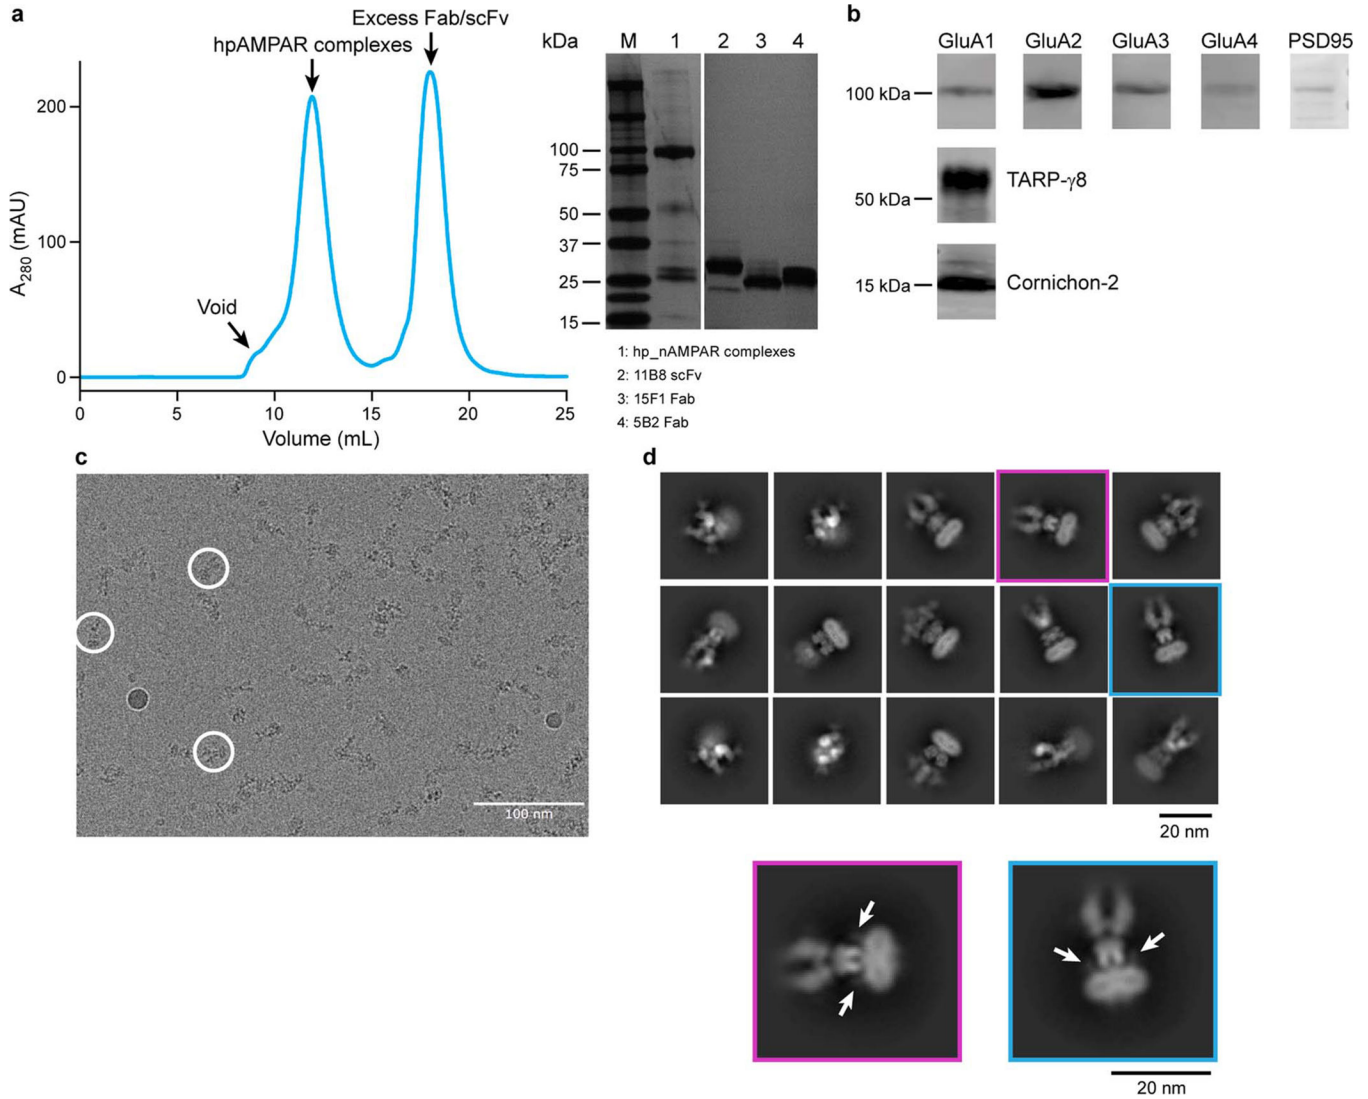 a
Excess Fab/scFv
hpAMPAR complexes
Void
200
100
0
A280 (mAU)
0 5 10 15 20 25
Volume (mL)
kDa M 1 2 3 4
100
75
50
37
25
15
1: hp_nAMPAR complexes
2: 11B8 scFv
3: 15F1 Fab
4: 5B2 Fab
b
GluA1 GluA2 GluA3 GluA4 PSD95
100 kDa
TARP-γ8
50 kDa
Cornichon-2
15 kDa
c
100 nm
d
20 nm
20 nm